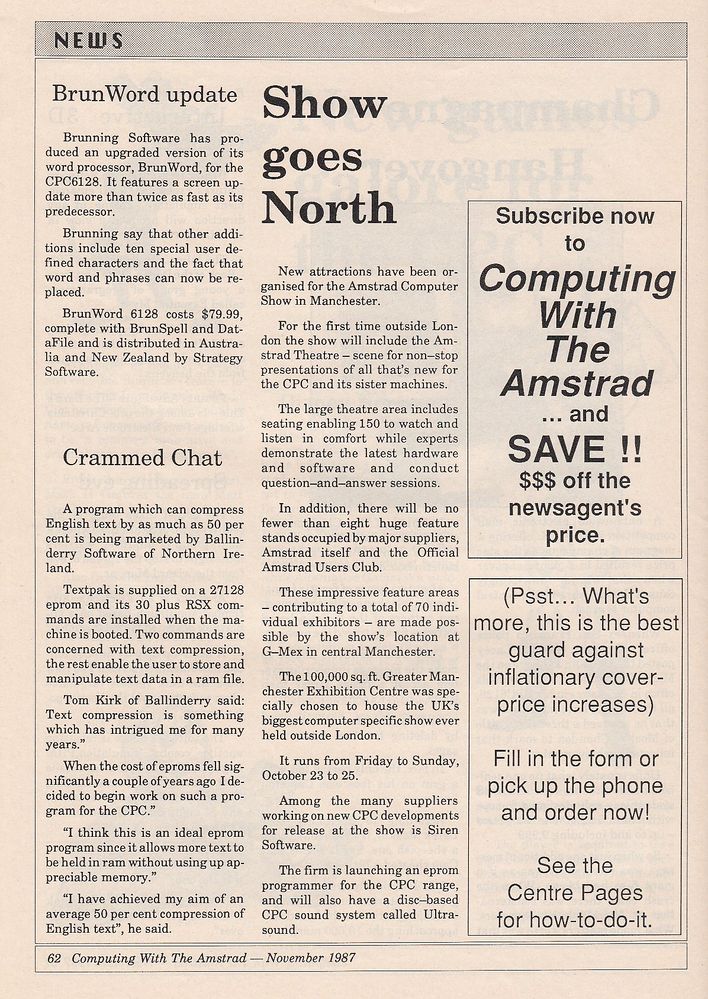 NEWS
BrunWord update
Brunning Software has pro-
duced an upgraded version of its
word processor, BrunWord, for the
CPC6128. It features a screen up-
date more than twice as fast as its
predecessor.
Brunning say that other addi-
tions include ten special user de-
fined characters and the fact that
word and phrases can now be re-
placed.
BrunWord 6128 costs $79.99,
complete with BrunSpell and Dat-
aFile and is distributed in Austra-
lia and New Zealand by Strategy
Software.
Crammed Chat
A program which can compress
English text by as much as 50 per
cent is being marketed by Ballin-
derry Software of Northern Ire-
land.
Textpak is supplied on a 27128
eprom and its 30 plus RSX com-
mands are installed when the ma-
chine is booted. Two commands are
concerned with text compression,
the rest enable the user to store and
manipulate text data in a ram file.
Tom Kirk of Ballinderry said:
Text compression is something
which has intrigued me for many
years."
When the cost of eproms fell sig-
nificantly a couple of years ago I de-
cided to begin work on such a pro-
gram for the CPC."
"I think this is an ideal eprom
program since it allows more text to
be held in ram without using up ap-
preciable memory."
"I have achieved my aim of an
average 50 per cent compression of
English text", he said.
Show
goes
North
New attractions have been or-
ganised for the Amstrad Computer
Show in Manchester.
For the first time outside Lon-
don the show will include the Am-
strad Theatre – scene for non–stop
presentations of all that's new for
the CPC and its sister machines.
The large theatre area includes
seating enabling 150 to watch and
listen in comfort while experts
demonstrate the latest hardware
and software and conduct
question–and–answer sessions.
In addition, there will be no
fewer than eight huge feature
stands occupied by major suppliers,
Amstrad itself and the Official
Amstrad Users Club.
These impressive feature areas
– contributing to a total of 70 indi-
vidual exhibitors – are made pos-
sible by the show's location at
G–Mex in central Manchester.
The 100,000 sq. ft. Greater Man-
chester Exhibition Centre was spe-
cially chosen to house the UK's
biggest computer specific show ever
held outside London.
It runs from Friday to Sunday,
October 23 to 25.
Among the many suppliers
working on new CPC developments
for release at the show is Siren
Software.
The firm is launching an eprom
programmer for the CPC range,
and will also have a disc–based
CPC sound system called Ultra-
sound.
Subscribe now
to
Computing
With
The
Amstrad
... and
SAVE !!
$$$ off the
newsagent's
price.
(Psst... What's
more, this is the best
guard against
inflationary cover-
price increases)
Fill in the form or
pick up the phone
and order now!
See the
Centre Pages
for how-to-do-it.
62 Computing With The Amstrad — November 1987